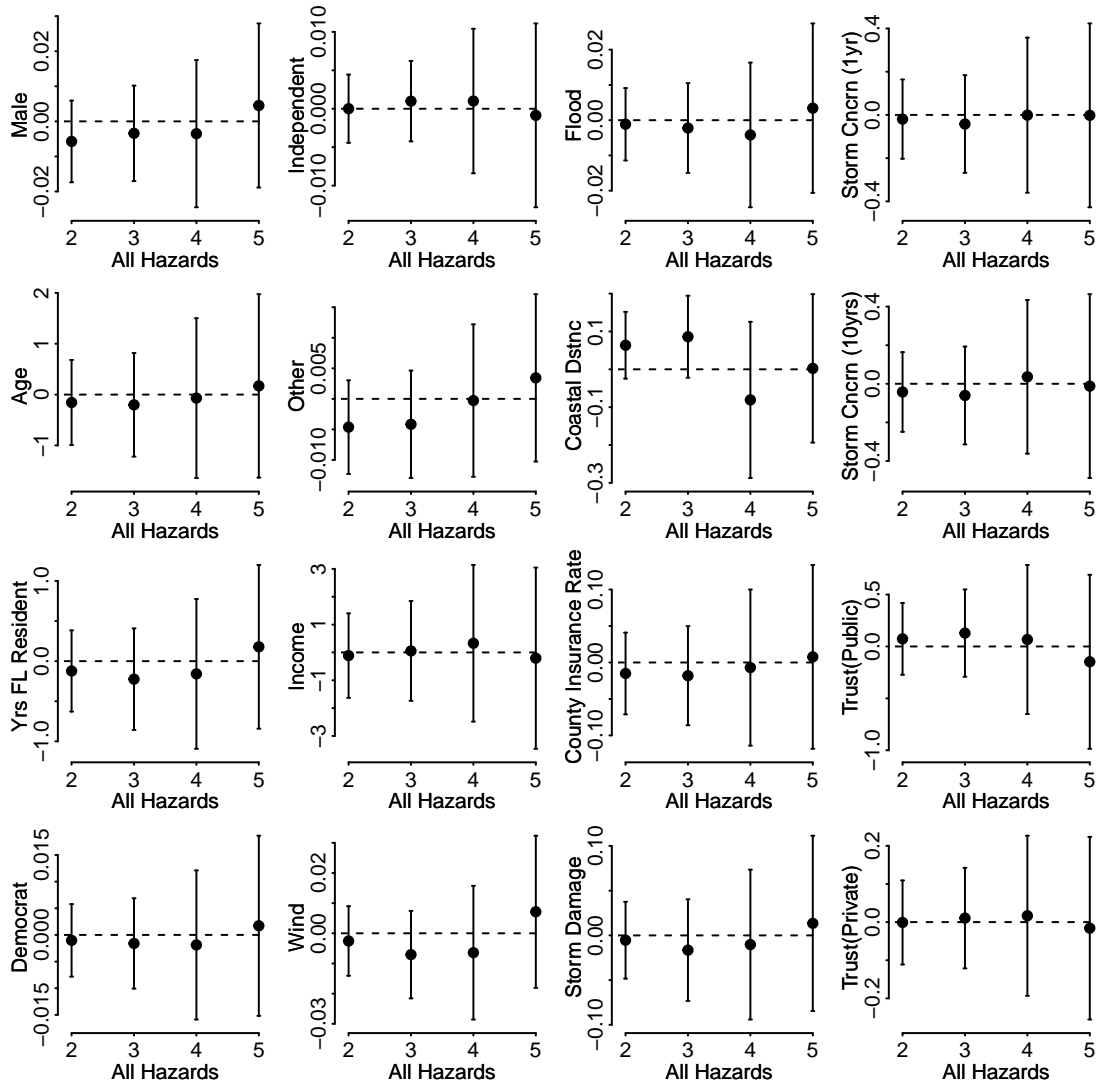 Male
0.02
0.00
−0.02
2 3 4 5
All Hazards
Independent
0.010
0.000
−0.010
2 3 4 5
All Hazards
Flood
0.02
0.00
−0.02
2 3 4 5
All Hazards
Storm Cncrn (1yr)
0.4
0.0
−0.4
2 3 4 5
All Hazards
Age
2
1
0
−1
2 3 4 5
All Hazards
Other
0.005
−0.010
2 3 4 5
All Hazards
Coastal Dstnc
0.1
−0.1
−0.3
2 3 4 5
All Hazards
Storm Cncrn (10yrs)
0.4
0.0
−0.4
2 3 4 5
All Hazards
Yrs FL Resident
1.0
0.0
−1.0
2 3 4 5
All Hazards
Income
3
1
−1
−3
2 3 4 5
All Hazards
County Insurance Rate
0.10
0.00
−0.10
2 3 4 5
All Hazards
Trust(Public)
0.5
0.0
−1.0
2 3 4 5
All Hazards
Democrat
0.015
0.000
−0.015
2 3 4 5
All Hazards
Wind
0.02
0.00
−0.03
2 3 4 5
All Hazards
Storm Damage
0.10
0.00
−0.10
2 3 4 5
All Hazards
Trust(Private)
0.2
0.0
−0.2
2 3 4 5
All Hazards